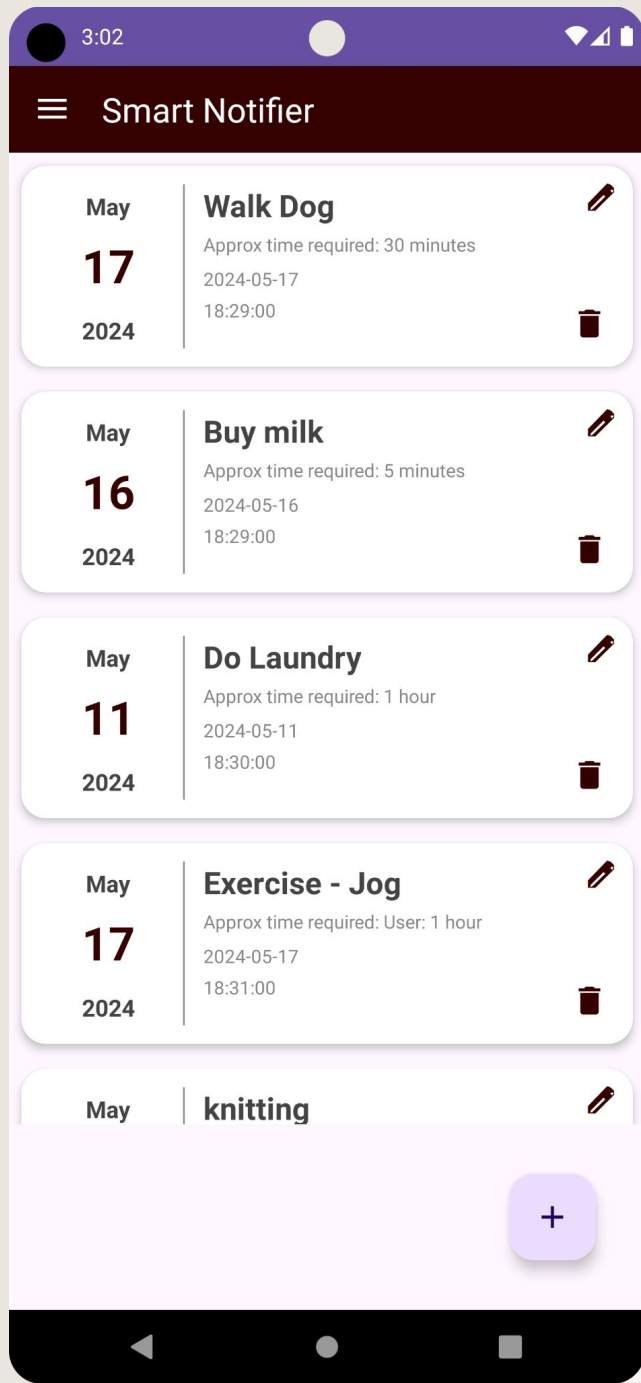 3:02
Smart Notifier
May
17
2024
Walk Dog
Approx time required: 30 minutes
2024-05-17
18:29:00
May
16
2024
Buy milk
Approx time required: 5 minutes
2024-05-16
18:29:00
May
11
2024
Do Laundry
Approx time required: 1 hour
2024-05-11
18:30:00
May
17
2024
Exercise - Jog
Approx time required: User: 1 hour
2024-05-17
18:31:00
May
knitting
+